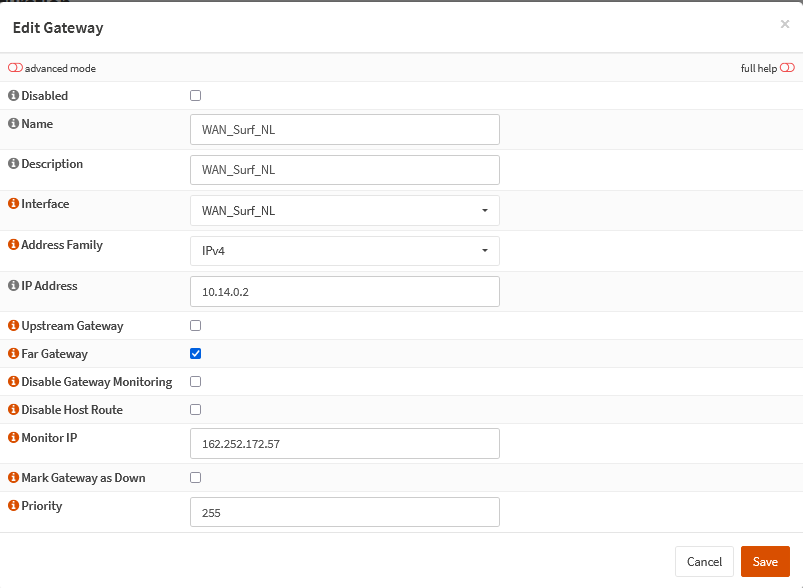 Edit Gateway
×
advanced mode
full help
Disabled
Name
WAN_Surf_NL
Description
WAN_Surf_NL
Interface
WAN_Surf_NL
Address Family
IPv4
IP Address
10.14.0.2
Upstream Gateway
Far Gateway
Disable Gateway Monitoring
Disable Host Route
Monitor IP
162.252.172.57
Mark Gateway as Down
Priority
255
Cancel
Save